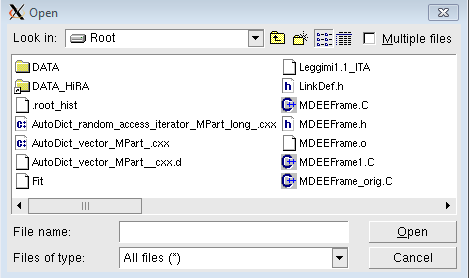 Open
Look in: Root Multiple files
DATA
DATA_HiRA
.root_hist
AutoDict_random_access_iterator_MPart_long_.cxx
AutoDict_vector_MPart_.cxx
AutoDict_vector_MPart__cxx.d
Fit
Leggimi1.1_ITA
LinkDef.h
MDEEFrame.C
MDEEFrame.h
MDEEFrame.o
MDEEFrame1.C
MDEEFrame_orig.C
File name: Open
Files of type: All files (*) Cancel